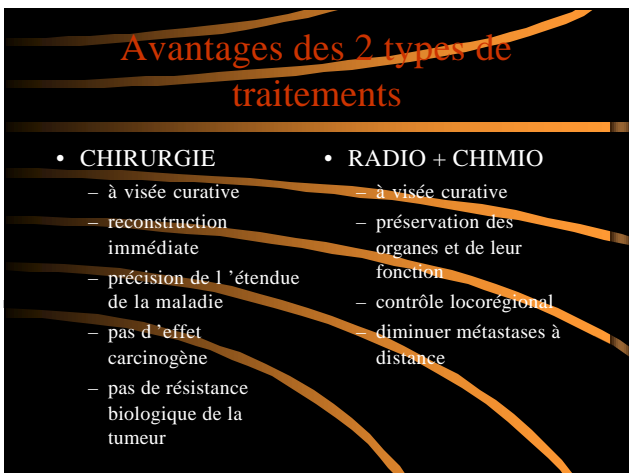 Avantages des 2 types de
traitements
• CHIRURGIE
– à visée curative
– reconstruction
immédiate
– précision de l ’étendue
de la maladie
– pas d ’effet
carcinogène
– pas de résistance
biologique de la
tumeur
• RADIO + CHIMIO
– à visée curative
– préservation des
organes et de leur
fonction
– contrôle locorégional
– diminuer métastases à
distance